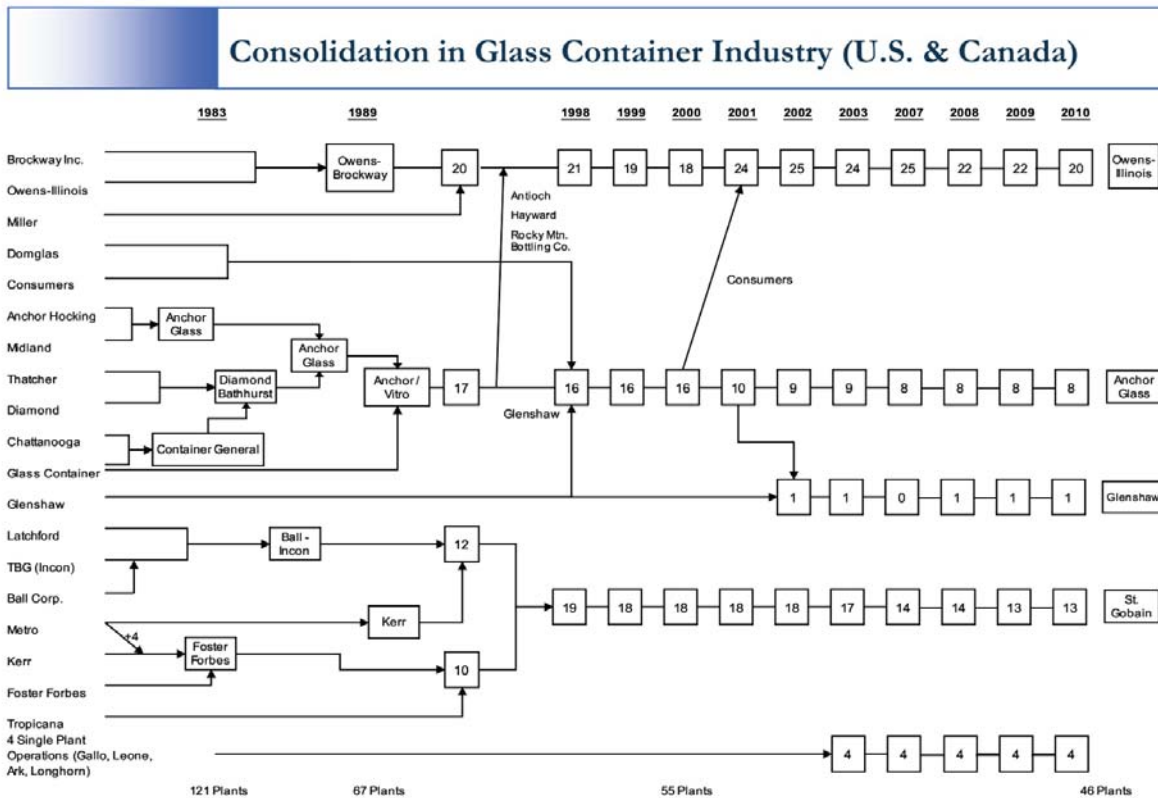 Consolidation in Glass Container Industry (U.S. & Canada)
1983 1989 1998 1999 2000 2001 2002 2003 2007 2008 2009 2010
Brockway Inc.
Owens-Illinois
Miller
Domglas
Consumers
Anchor Hocking
Midland
Thatcher
Diamond
Chattanooga
Glass Container
Glenshaw
Latchford
TBG (Incon)
Ball Corp.
Metro
Kerr
Foster Forbes
Tropicana
4 Single Plant
Operations (Gallo, Leone,
Ark, Longhorn)
Owens-
Brockway
20 21 19 18 24 25 24 25 22 22 20
Owens-
Illinois
Antioch
Hayward
Rocky Mtn.
Bottling Co.
Consumers
Anchor
Glass
Anchor
Glass
Diamond
Bathhurst
Container General
Anchor /
Vitro
17 16 16 16 10 9 9 8 8 8 8
Anchor
Glass
Glenshaw
1 1 0 1 1 1
Glenshaw
Ball -
Incon
12
Kerr
+4
Foster
Forbes
10
19 18 18 18 18 17 14 14 13 13
St.
Gobain
4 4 4 4 4
121 Plants 67 Plants 55 Plants 46 Plants